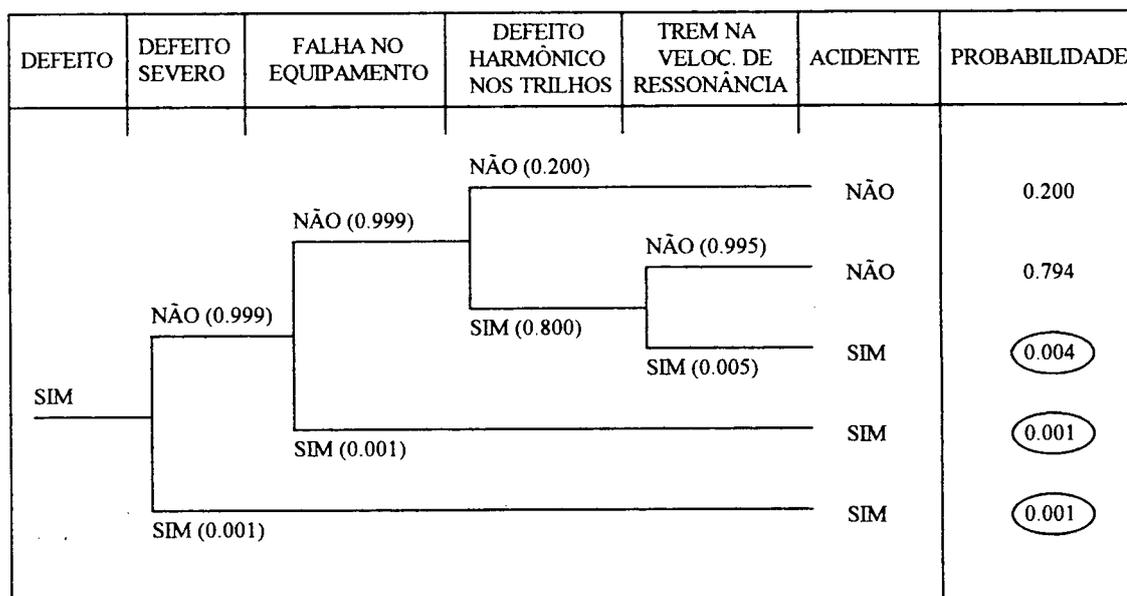 DEFEITO
DEFEITO
SEVERO
FALHA NO
EQUIPAMENTO
DEFEITO
HARMÔNICO
NOS TRILHOS
TREM NA
VELOC. DE
RESSONÂNCIA
ACIDENTE
PROBABILIDADE
NÃO (0.200)
NÃO 0.200
NÃO (0.999)
NÃO (0.995)
NÃO 0.794
NÃO (0.999)
SIM (0.800)
SIM 0.004
SIM (0.005)
SIM
SIM 0.001
SIM (0.001)
SIM 0.001
SIM (0.001)